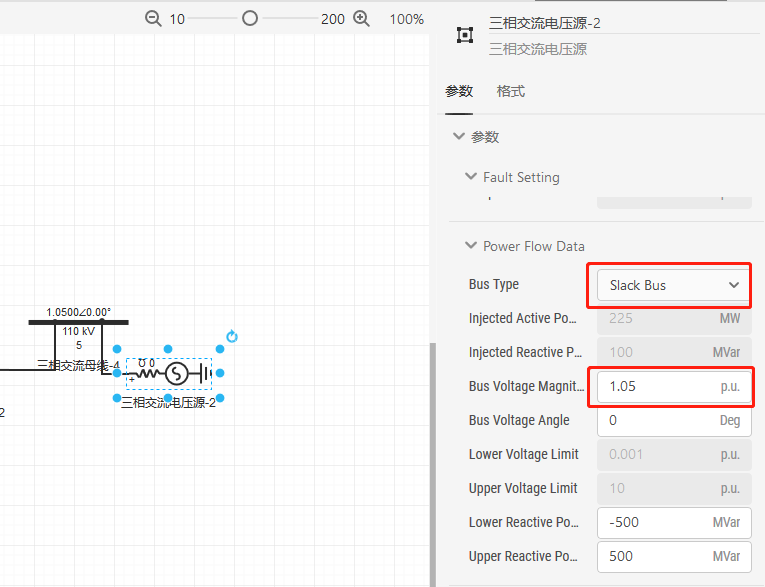 10
200
100%
1.0500∠0.00°
110 kV
5
三相交流母线-4
0 0
+
三相交流电压源-2
2
三相交流电压源-2
三相交流电压源
参数
格式
参数
Fault Setting
Power Flow Data
Bus Type
Slack Bus
Injected Active Po...
225
MW
Injected Reactive P...
100
MVar
Bus Voltage Magnit...
1.05
p.u.
Bus Voltage Angle
0
Deg
Lower Voltage Limit
0.001
p.u.
Upper Voltage Limit
10
p.u.
Lower Reactive Po...
-500
MVar
Upper Reactive Po...
500
MVar